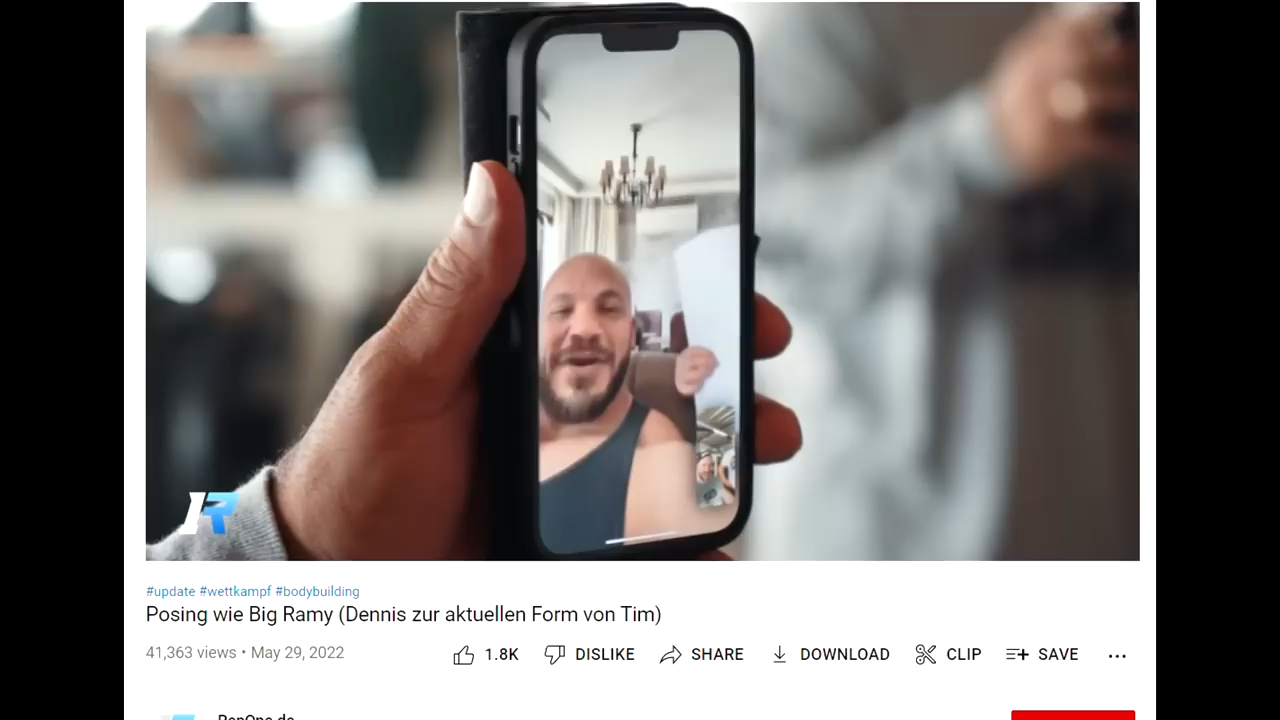 #update #wettkampf #bodybuilding
Posing wie Big Ramy (Dennis zur aktuellen Form von Tim)
41,363 views • May 29, 2022 1.8K DISLIKE SHARE DOWNLOAD CLIP SAVE ...